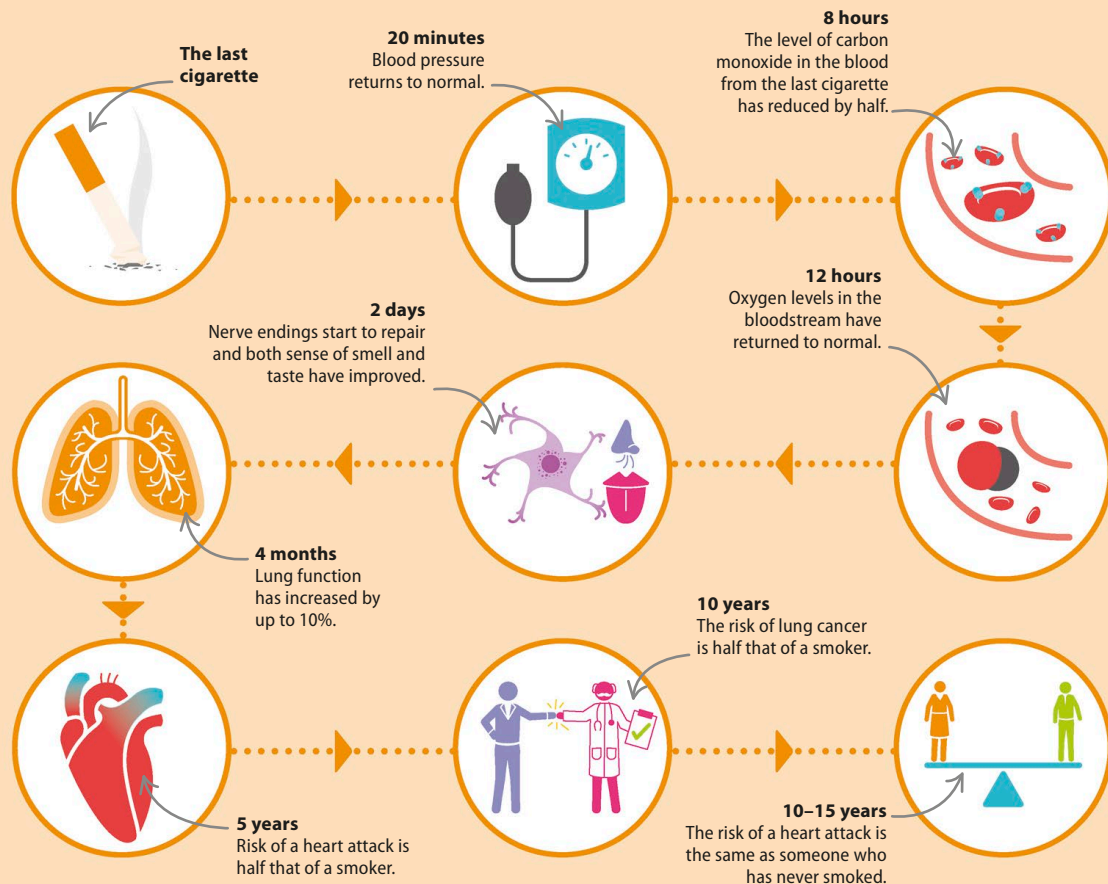 The last
cigarette
20 minutes
Blood pressure
returns to normal.
8 hours
The level of carbon
monoxide in the blood
from the last cigarette
has reduced by half.
12 hours
Oxygen levels in the
bloodstream have
returned to normal.
2 days
Nerve endings start to repair
and both sense of smell and
taste have improved.
4 months
Lung function
has increased by
up to 10%.
5 years
Risk of a heart attack is
half that of a smoker.
10 years
The risk of lung cancer
is half that of a smoker.
10–15 years
The risk of a heart attack is
the same as someone who
has never smoked.